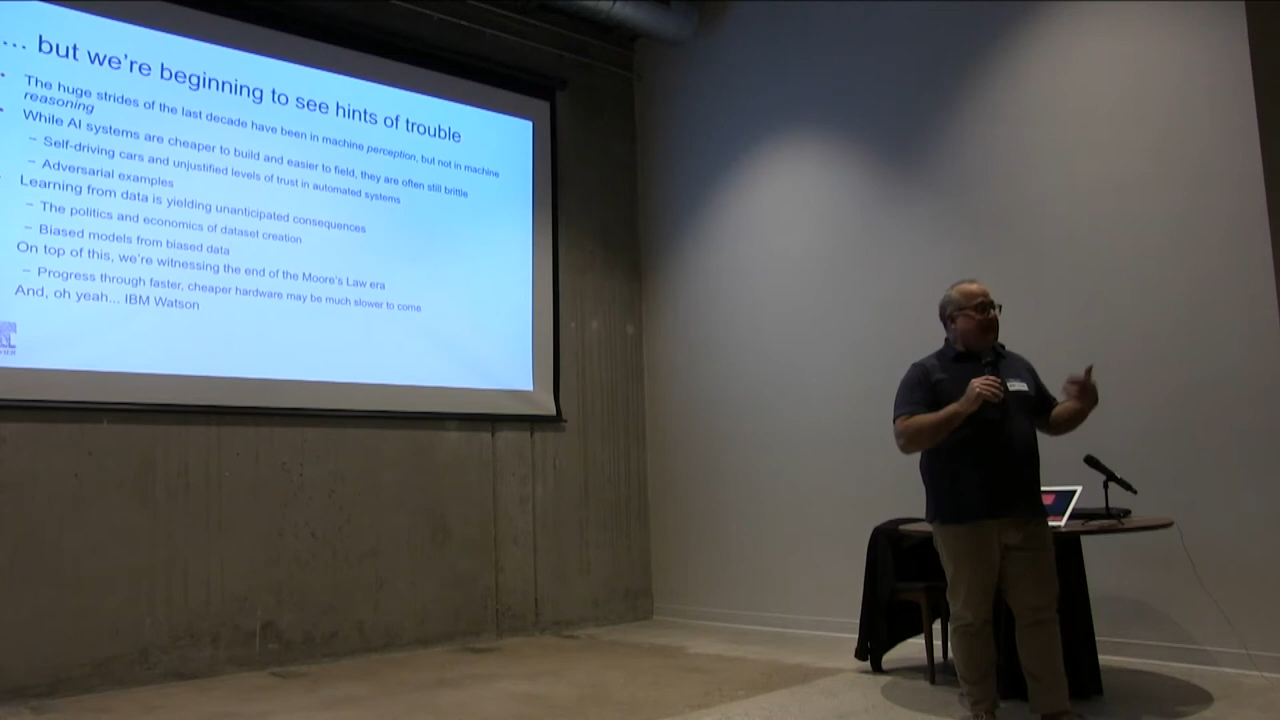 ... but we're beginning to see hints of trouble
The huge strides of the last decade have been in machine perception, but not in machine
reasoning
While AI systems are cheaper to build and easier to field, they are often still brittle
– Self-driving cars and unjustified levels of trust in automated systems
– Adversarial examples
Learning from data is yielding unanticipated consequences
– The politics and economics of dataset creation
– Biased models from biased data
On top of this, we're witnessing the end of the Moore's Law era
– Progress through faster, cheaper hardware may be much slower to come
And, oh yeah... IBM Watson